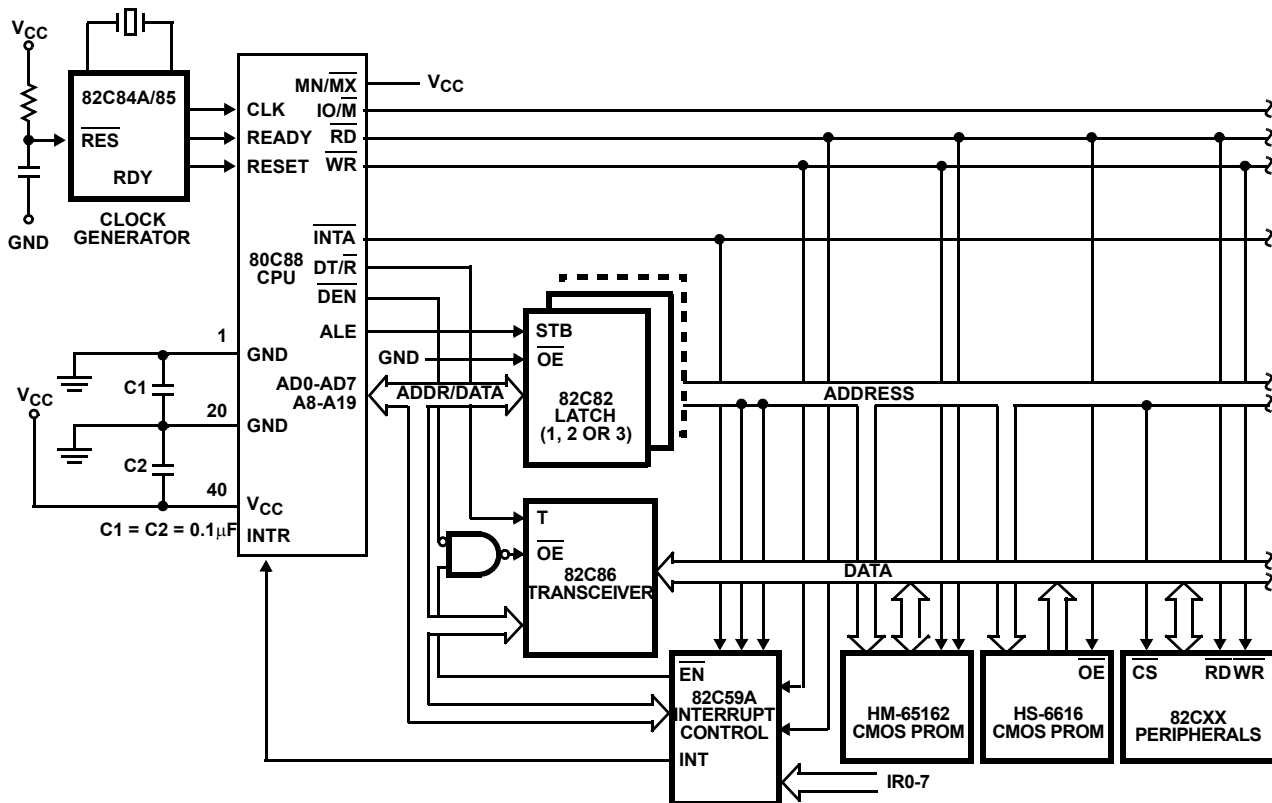 VCC
82C84A/85
RES
RDY
CLOCK
GENERATOR
GND
MN/MX
VCC
IO/M
CLK
READY
RD
RESET
WR
INTA
80C88
CPU
DT/R
DEN
ALE
1
GND
C1
AD0-AD7
A8-A19
VCC
20
GND
C2
40
VCC
C1 = C2 = 0.1µF
INTR
STB
GND
OE
ADDR/DATA
82C82
LATCH
(1, 2 OR 3)
ADDRESS
T
OE
82C86
TRANSCEIVER
DATA
EN
82C59A
INTERRUPT
CONTROL
INT
IR0-7
HM-65162
CMOS PROM
OE
HS-6616
CMOS PROM
CS
RD WR
82CXX
PERIPHERALS